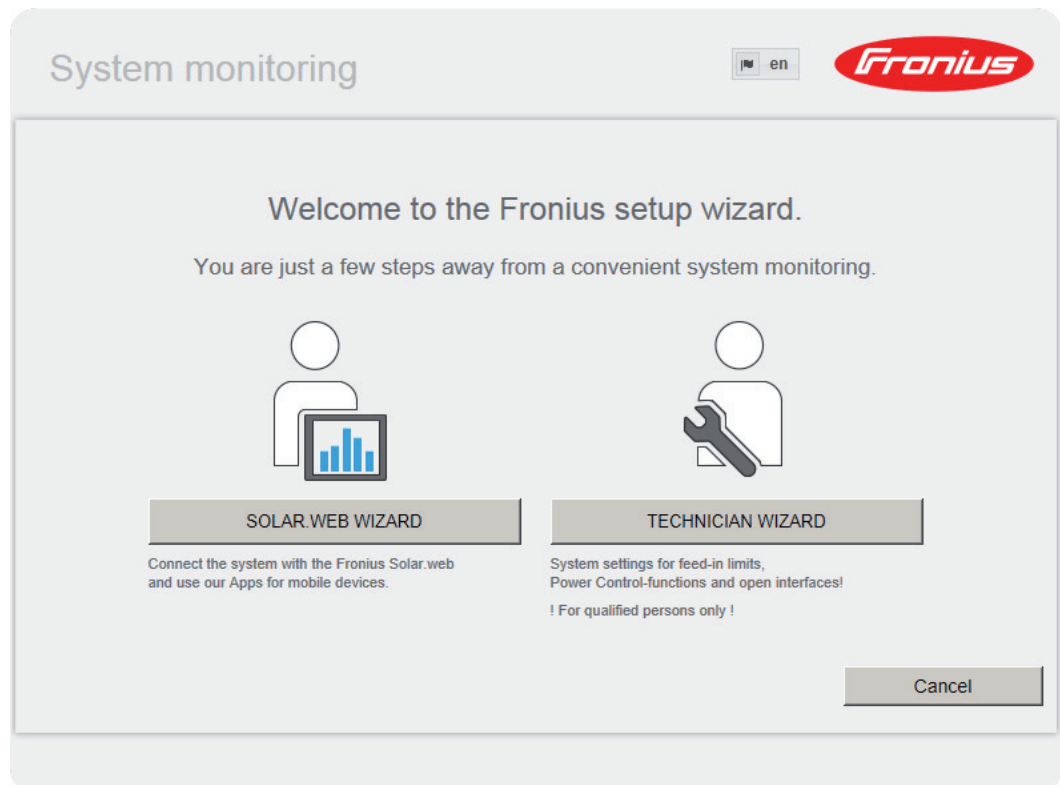 System monitoring
en
Fronius
Welcome to the Fronius setup wizard.
You are just a few steps away from a convenient system monitoring.
SOLAR.WEB WIZARD
Connect the system with the Fronius Solar.web
and use our Apps for mobile devices.
TECHNICIAN WIZARD
System settings for feed-in limits,
Power Control-functions and open interfaces!
! For qualified persons only !
Cancel